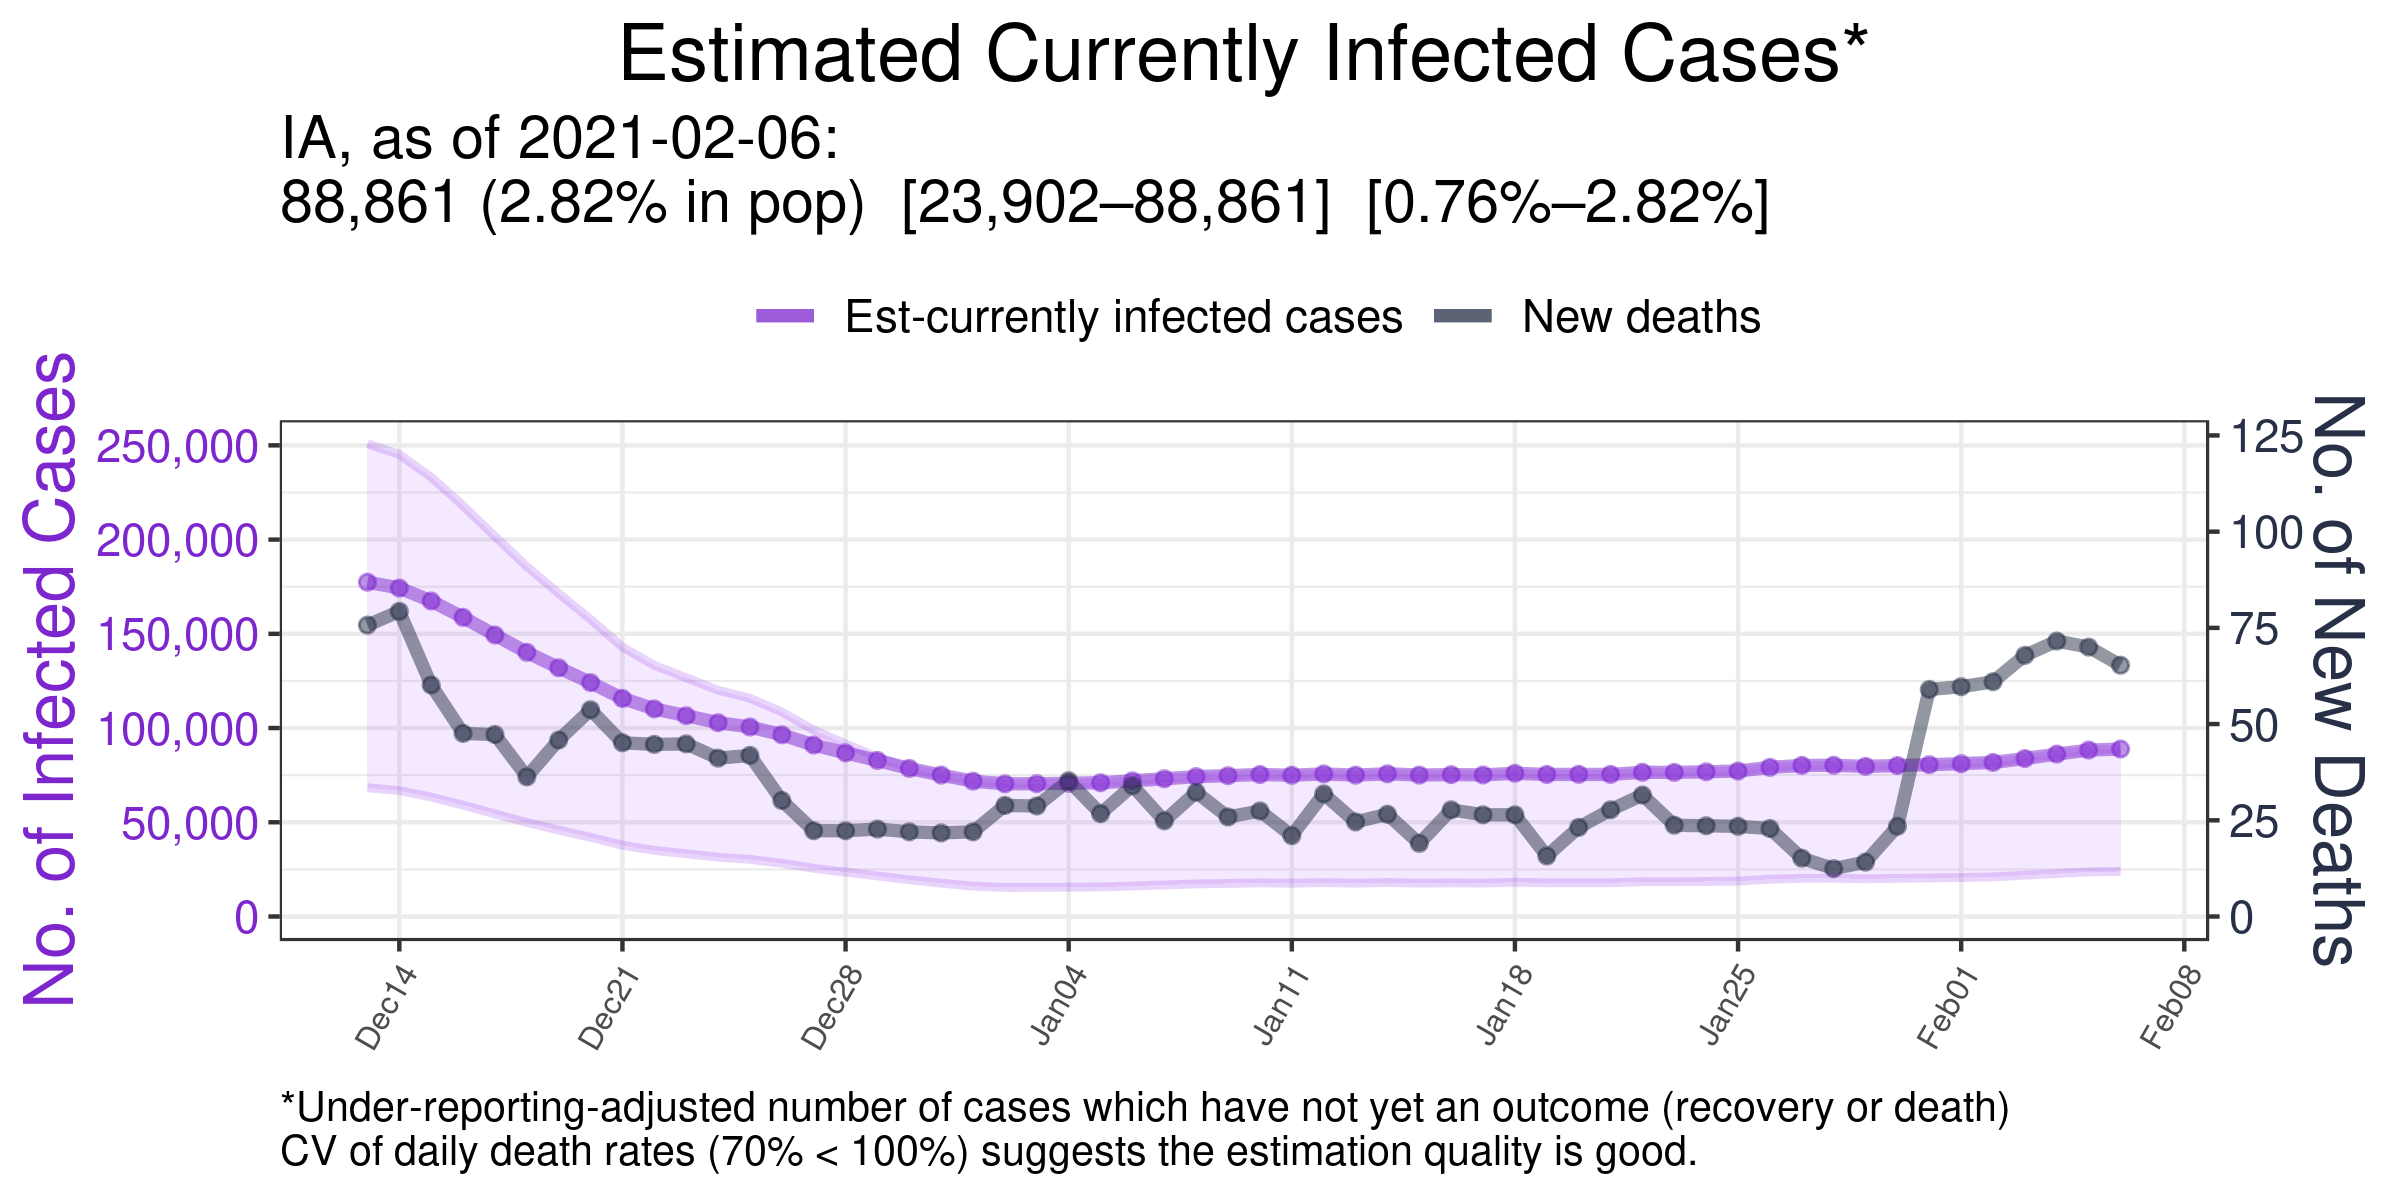 Estimated Currently Infected Cases*
IA, as of 2021-02-06:
88,861 (2.82% in pop)  [23,902–88,861]  [0.76%–2.82%]
Est-currently infected cases
New deaths
No. of Infected Cases
250,000
200,000
150,000
100,000
50,000
0
125
100
75
50
25
0
No. of New Deaths
Dec14
Dec21
Dec28
Jan04
Jan11
Jan18
Jan25
Feb01
Feb08
*Under-reporting-adjusted number of cases which have not yet an outcome (recovery or death)
CV of daily death rates (70% < 100%) suggests the estimation quality is good.